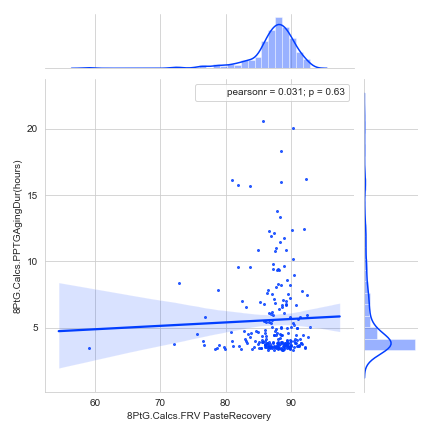 pearsonr = 0.031; p = 0.63
8PtG.Calcs.PPTGAgingDur(hours)
20
15
10
5
60
70
80
90
8PtG.Calcs.FRV PasteRecovery